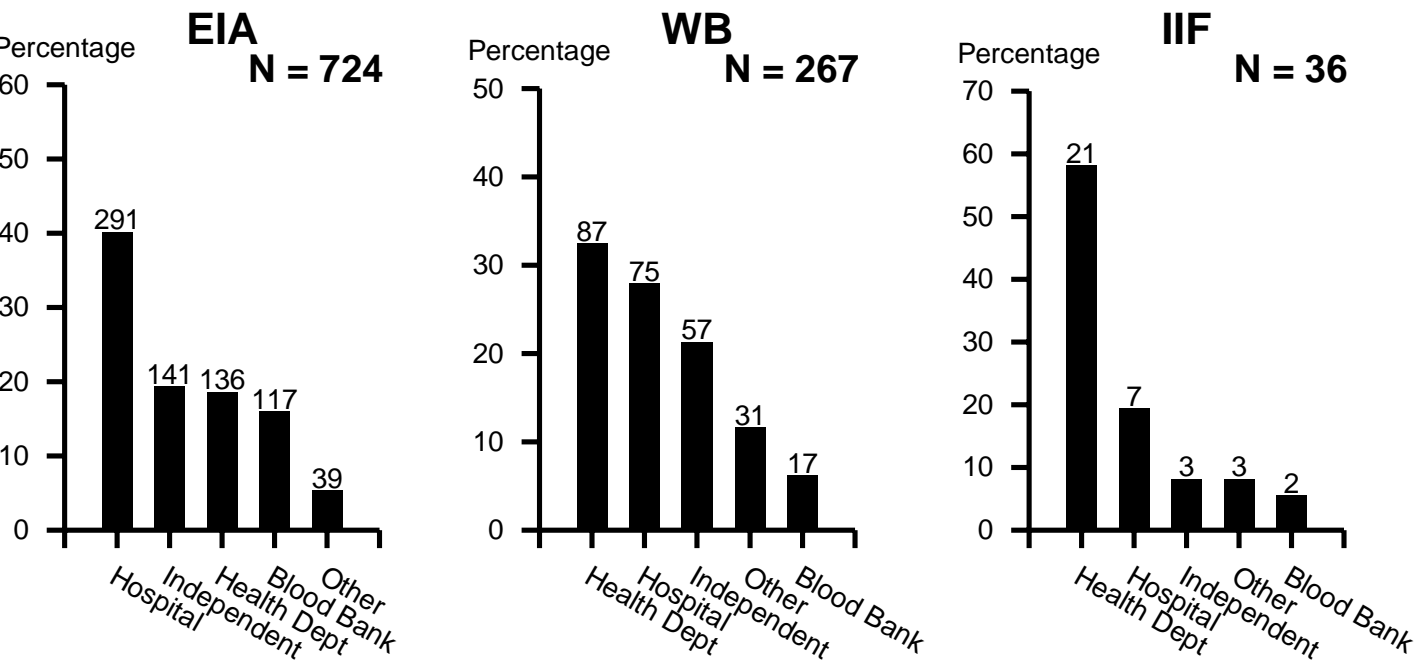 EIA
Percentage
N = 724
60
50
40
30
20
10
0
291
141
136
117
39
Hospital
Independent
Health Dept
Blood Bank
Other
WB
Percentage
N = 267
50
40
30
20
10
0
87
75
57
31
17
Health Dept
Hospital
Independent
Other
Blood Bank
IIF
Percentage
N = 36
70
60
50
40
30
20
10
0
21
7
3
3
2
Health Dept
Hospital
Independent
Other
Blood Bank